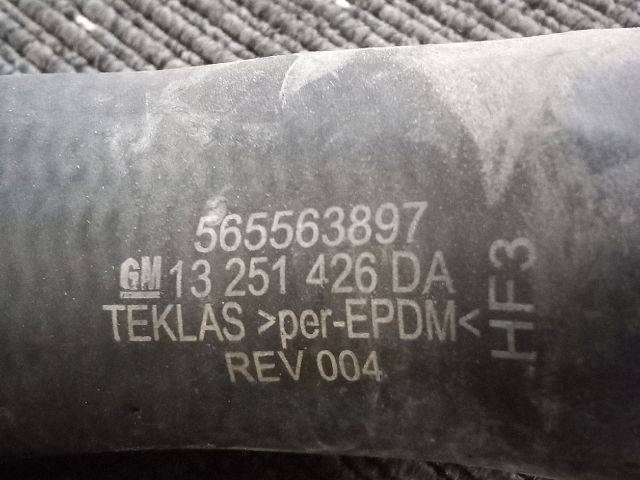 565563897
GM 13 251 426 DA
TEKLAS >per-EPDM<
REV 004
HF3